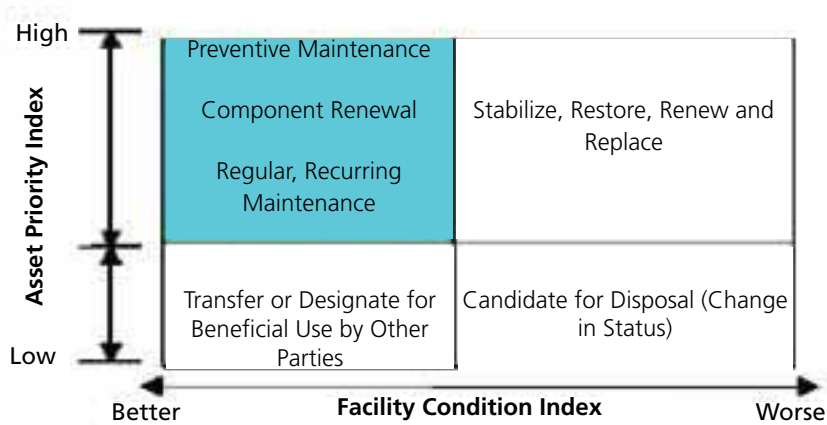 High
Preventive Maintenance
Component Renewal
Regular, Recurring
Maintenance
Stabilize, Restore, Renew and
Replace
Asset Priority Index
Transfer or Designate for
Beneficial Use by Other
Parties
Candidate for Disposal (Change
in Status)
Low
Better
Facility Condition Index
Worse